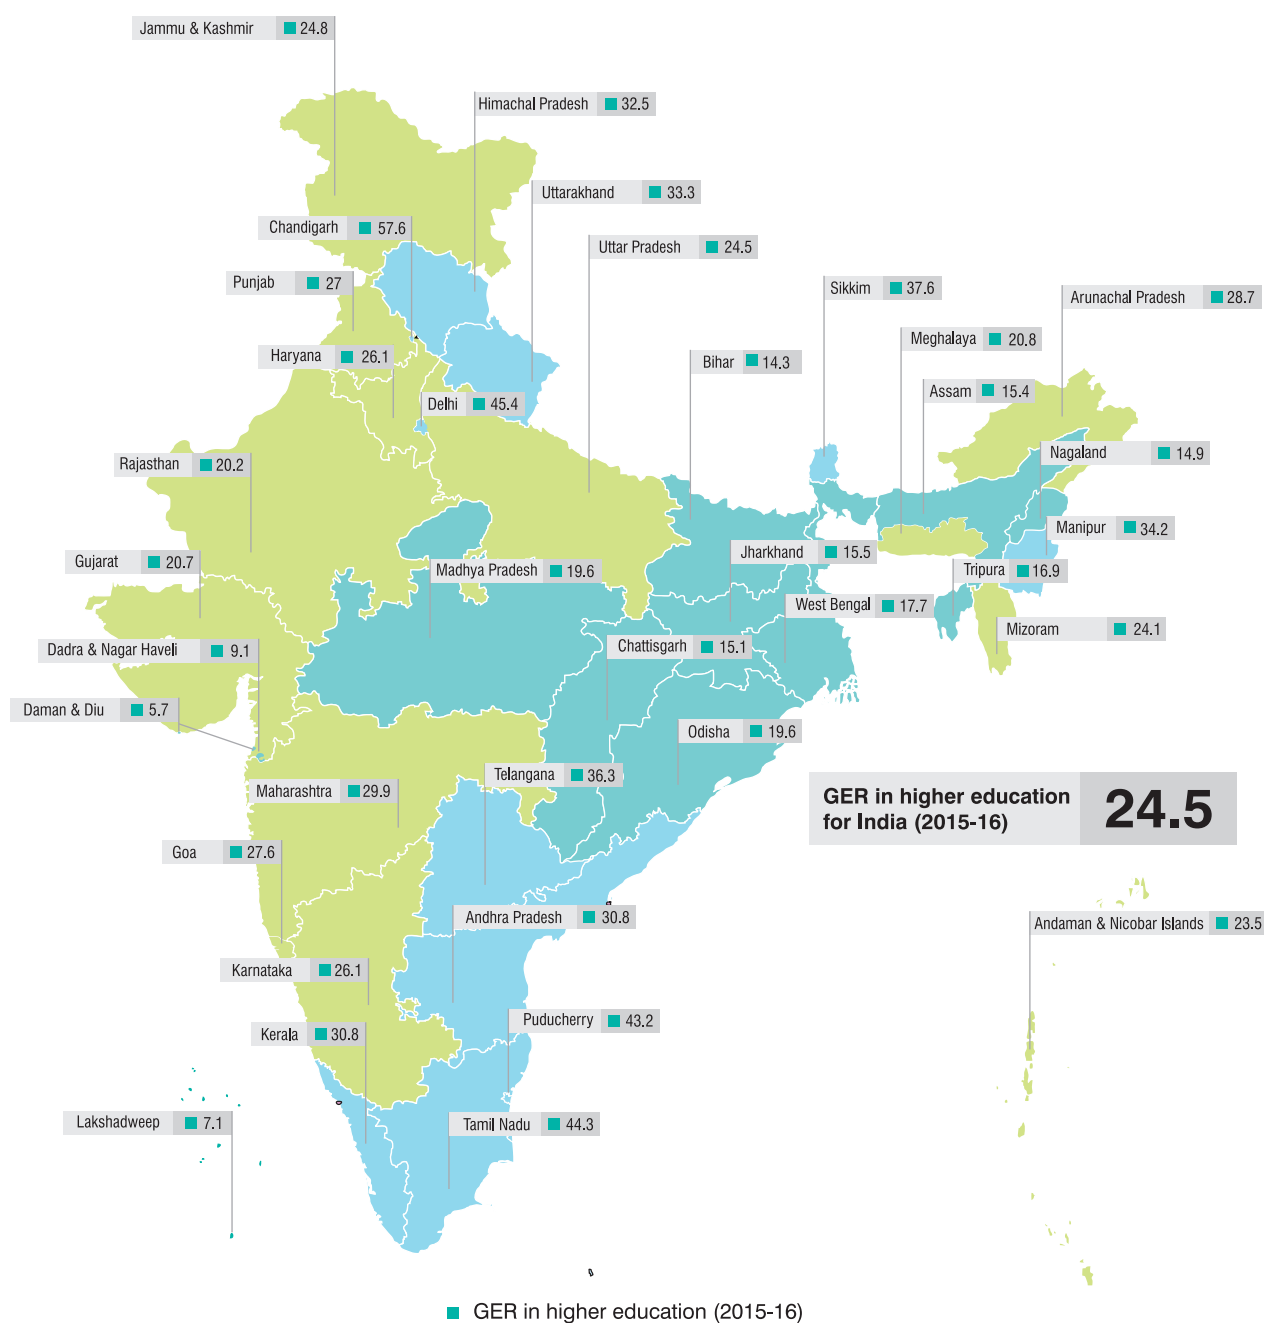 Jammu & Kashmir 24.8
Himachal Pradesh 32.5
Uttarakhand 33.3
Chandigarh 57.6
Uttar Pradesh 24.5
Punjab 27
Sikkim 37.6
Arunachal Pradesh 28.7
Meghalaya 20.8
Haryana 26.1
Bihar 14.3
Assam 15.4
Delhi 45.4
Nagaland 14.9
Rajasthan 20.2
Manipur 34.2
Jharkhand 15.5
Gujarat 20.7
Madhya Pradesh 19.6
Tripura 16.9
West Bengal 17.7
Mizoram 24.1
Dadra & Nagar Haveli 9.1
Chattisgarh 15.1
Daman & Diu 5.7
Odisha 19.6
Telangana 36.3
Maharashtra 29.9
GER in higher education
for India (2015-16)
24.5
Goa 27.6
Andhra Pradesh 30.8
Andaman & Nicobar Islands 23.5
Karnataka 26.1
Puducherry 43.2
Kerala 30.8
Lakshadweep 7.1
Tamil Nadu 44.3
GER in higher education (2015-16)